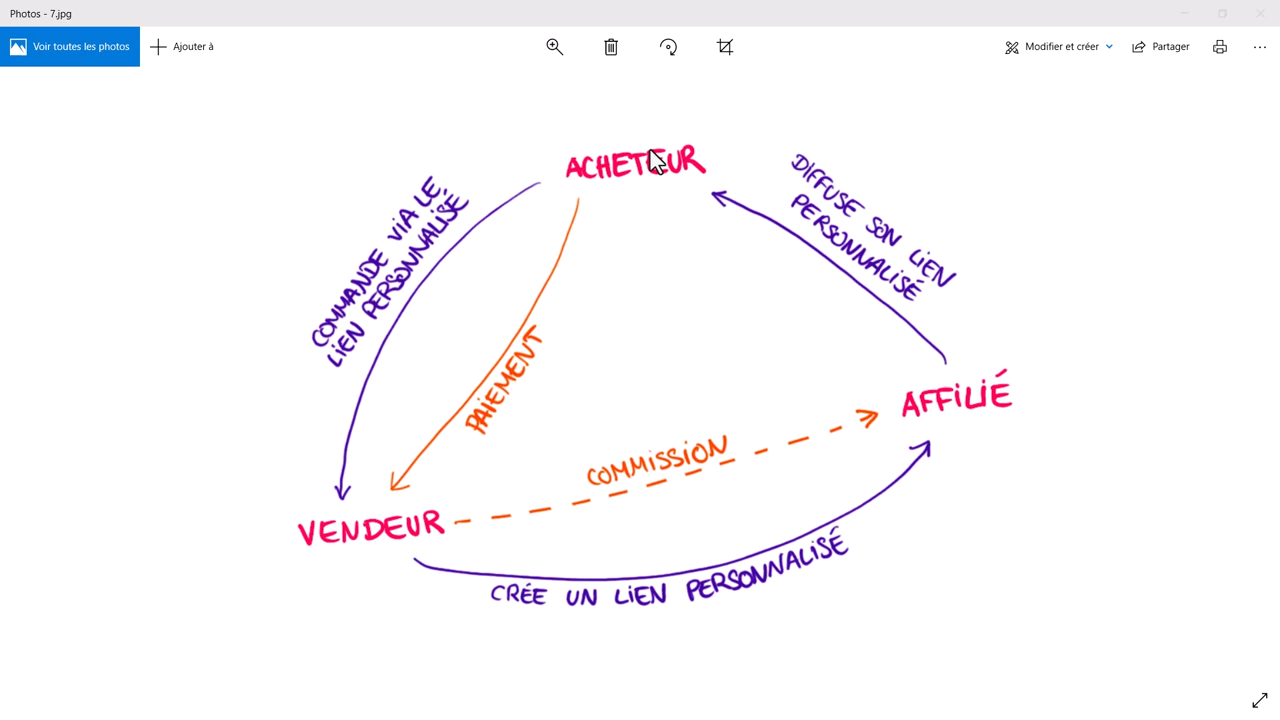 Photos - 7.jpg
Voir toutes les photos
Ajouter à
Modifier et créer
Partager
ACHETEUR
COMMANDE VIA LE
LIEN PERSONNALISÉ
DIFFUSE SON LIEN
PERSONNALISÉ
PAIEMENT
AFFILIÉ
COMMISSION
VENDEUR
CRÉE UN LIEN PERSONNALISÉ